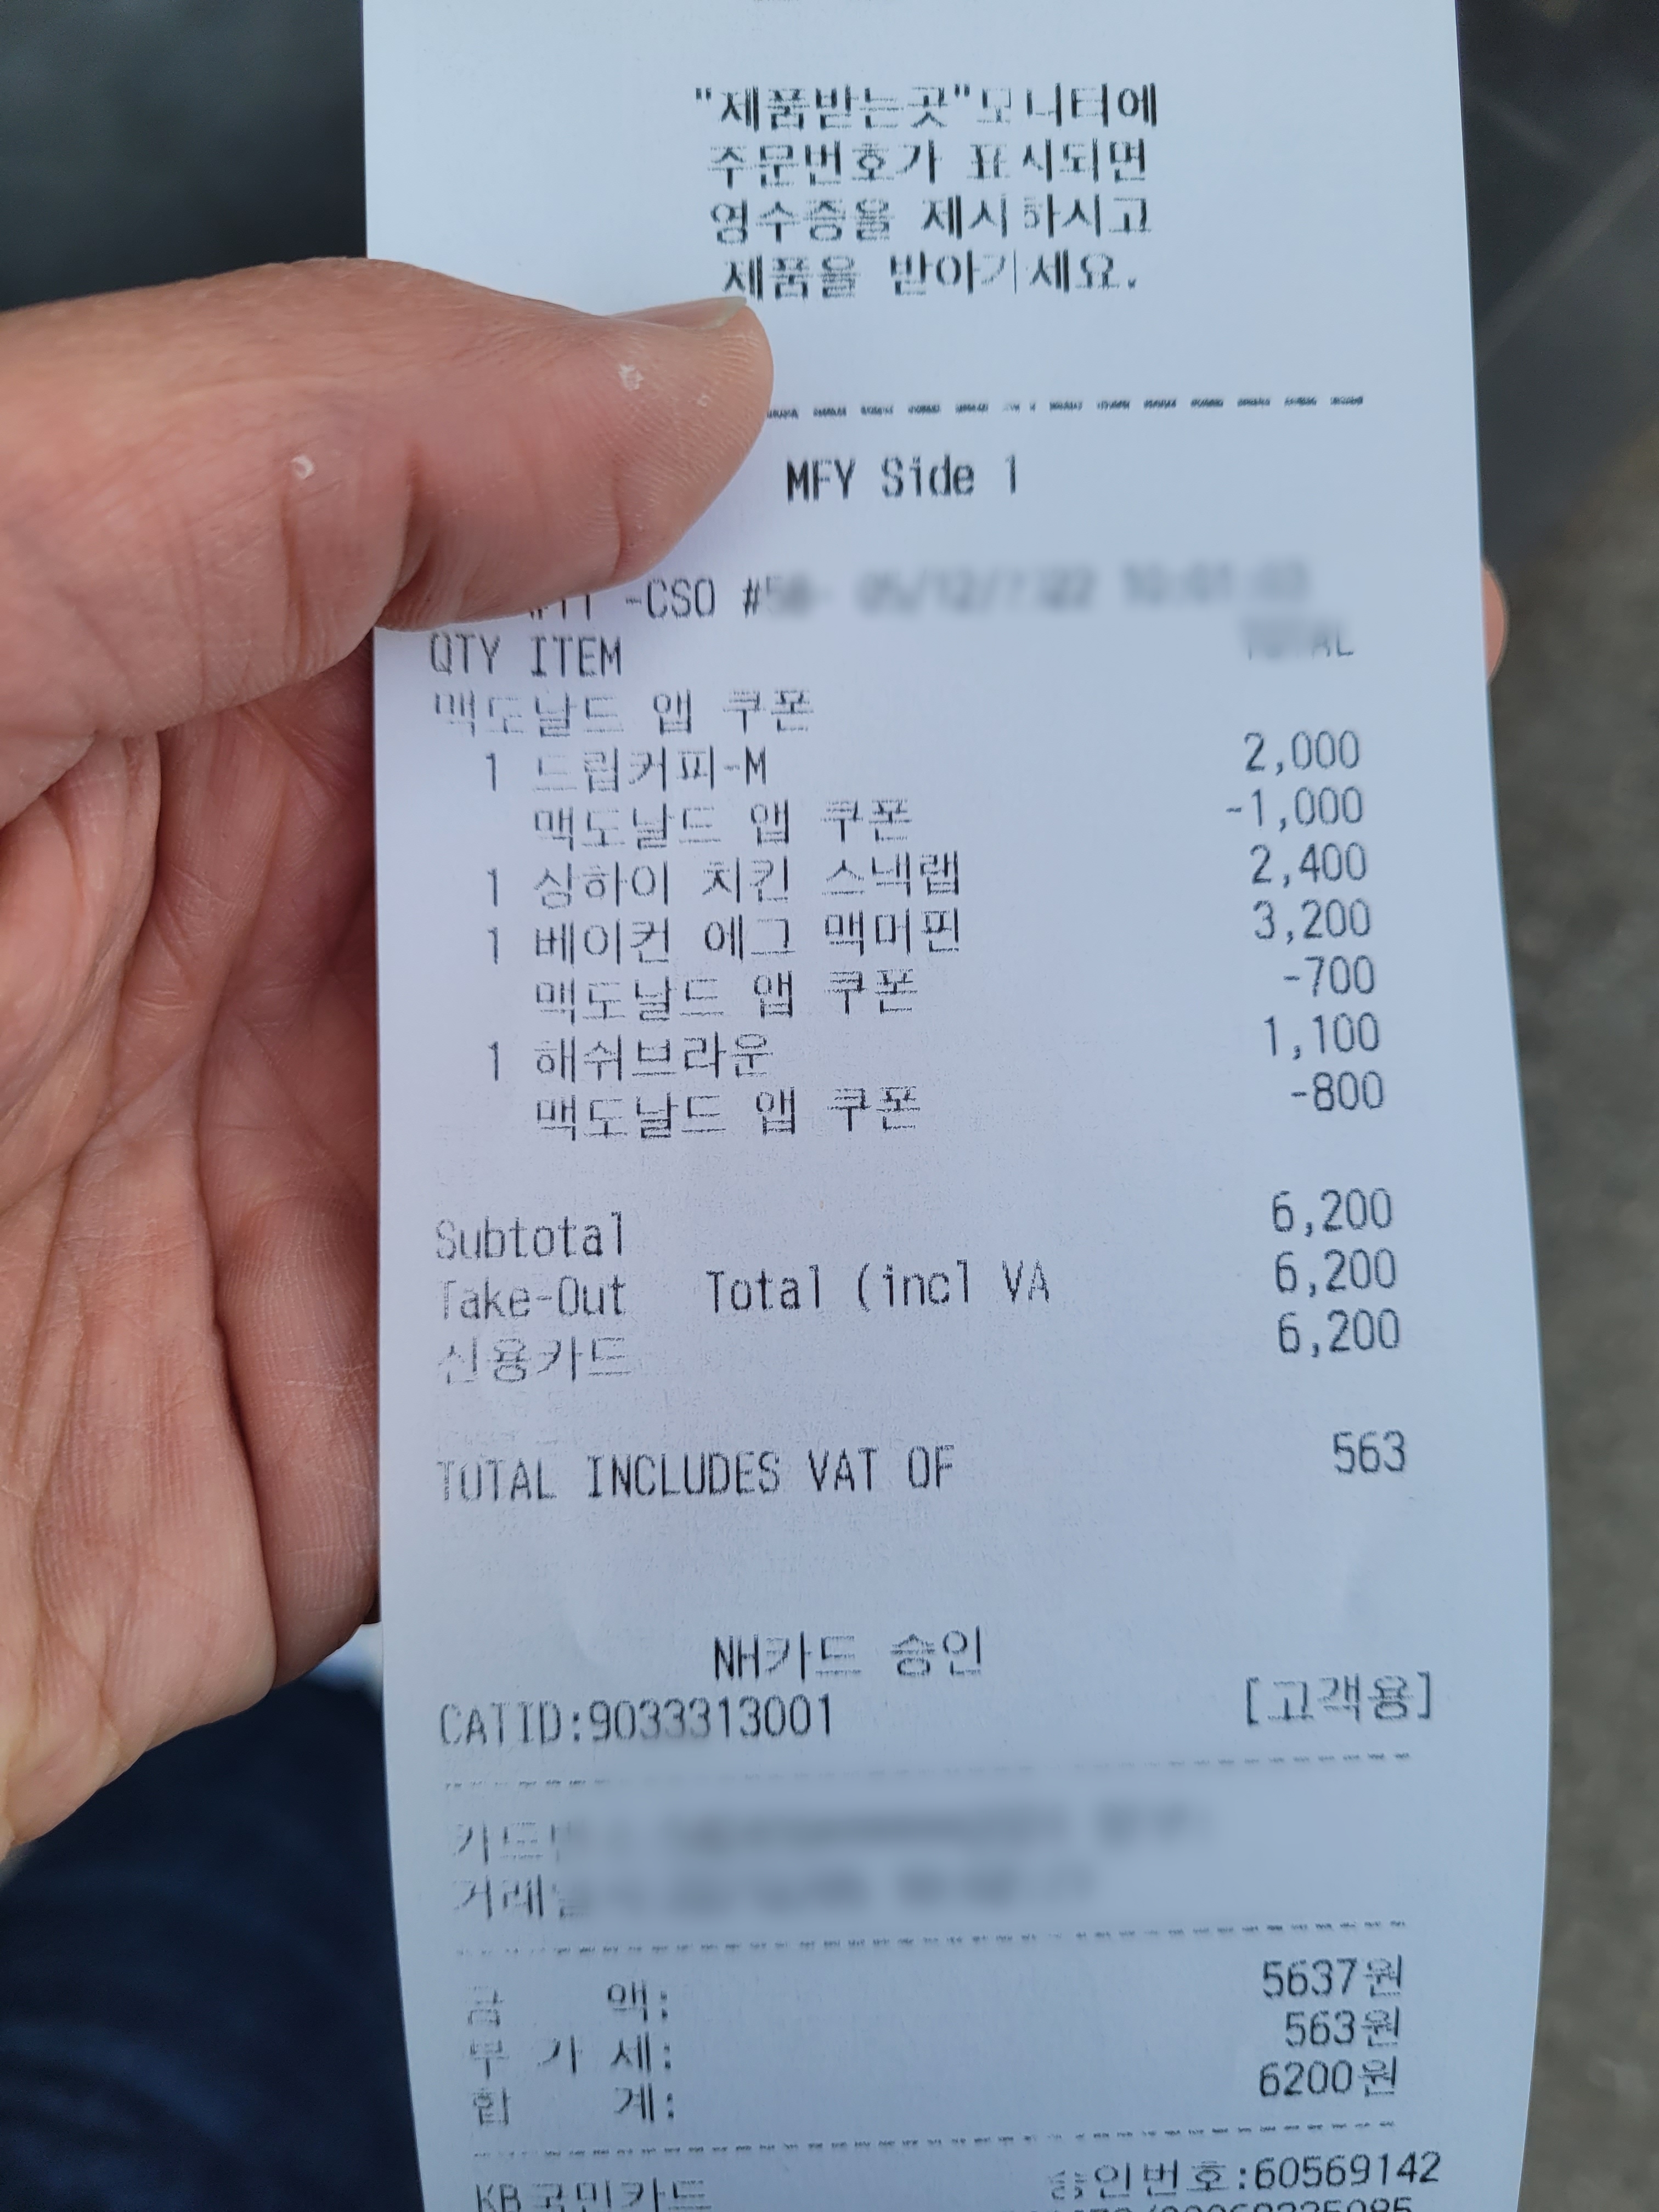 "제품받는곳"모니터에
주문번호가 표시되면
영수증을 제시하시고
제품을 받아가세요.
MFY Side 1
-CSO #
QTY ITEM TOTAL
맥도날드 앱 쿠폰
1 드립커피-M 2,000
맥도날드 앱 쿠폰 -1,000
1 상하이 치킨 스낵랩 2,400
1 베이컨 에그 맥머핀 3,200
맥도날드 앱 쿠폰 -700
1 해쉬브라운 1,100
맥도날드 앱 쿠폰 -800
Subtotal 6,200
Take-Out Total (incl VA 6,200
신용카드 6,200
TOTAL INCLUDES VAT OF 563
NH카드 승인
CATID:9033313001 [고객용]
금 액: 5637원
부 가 세: 563원
합 계: 6200원
KB국민카드 승인번호:60569142